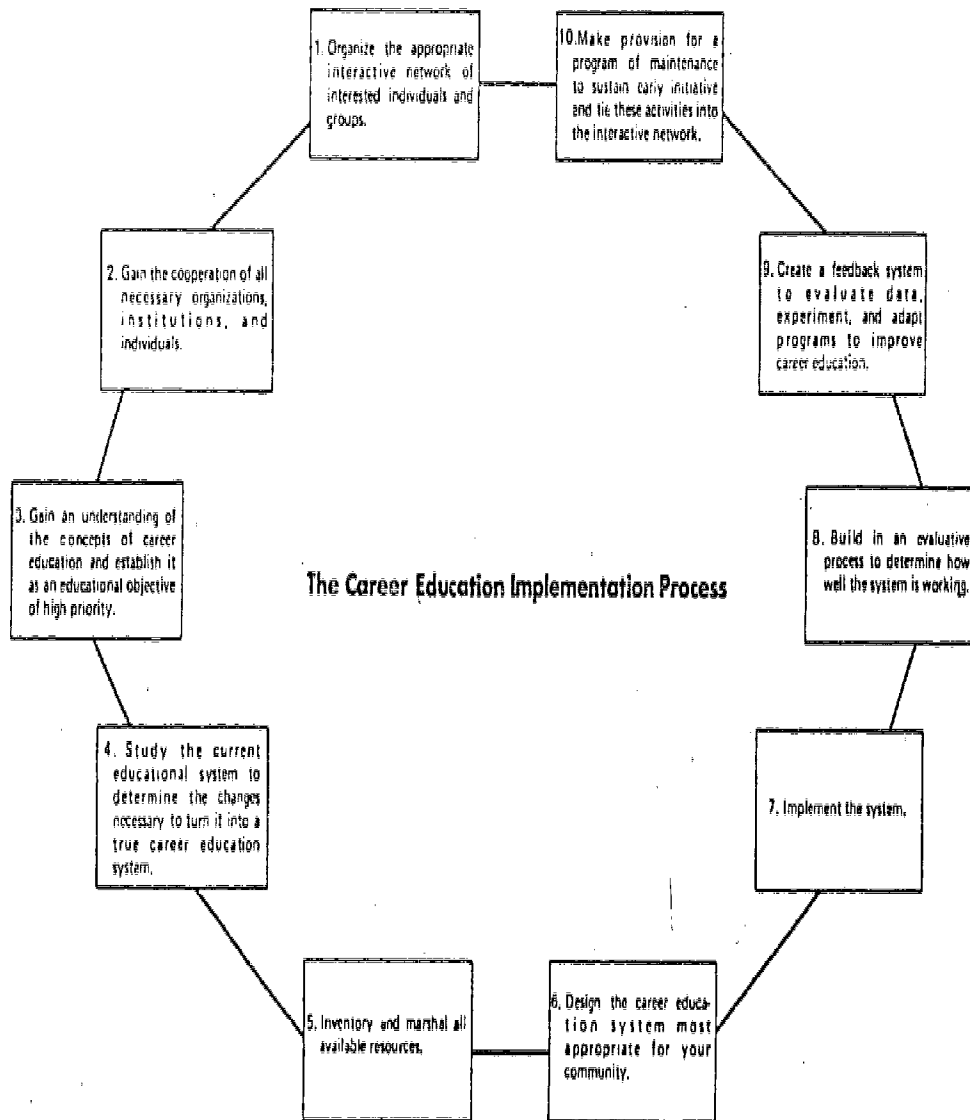 1. Organize the appropriate
interactive network of
interested individuals and
groups.
10. Make provision for a
program of maintenance
to sustain early initiative
and tie these activities into
the interactive network.
2. Gain the cooperation of all
necessary organizations,
institutions, and
individuals.
9. Create a feedback system
to evaluate data,
experiment, and adapt
programs to improve
career education.
3. Gain an understanding of
the concepts of career
education and establish it
as an educational objective
of high priority.
8. Build in an evaluative
process to determine how
well the system is working.
The Career Education Implementation Process
4. Study the current
educational system to
determine the changes
necessary to turn it into a
true career education
system.
7. Implement the system.
5. Inventory and marshal all
available resources.
6. Design the career educa-
tion system most
appropriate for your
community.